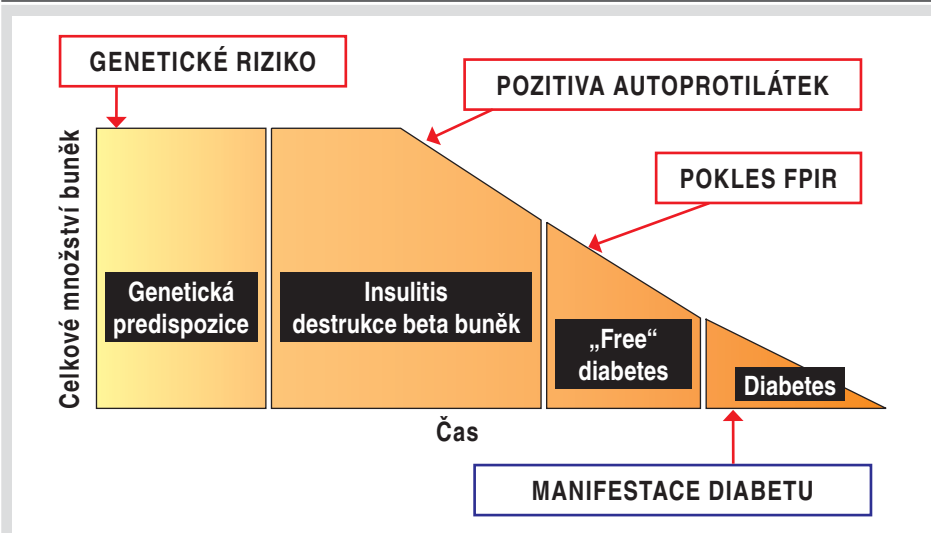 GENETICKÉ RIZIKO
POZITIVA AUTOPROTILÁTEK
POKLES FPIR
Celkové množství buněk
Genetická
predispozice
Insulitis
destrukce beta buněk
„Free“
diabetes
Diabetes
Čas
MANIFESTACE DIABETU